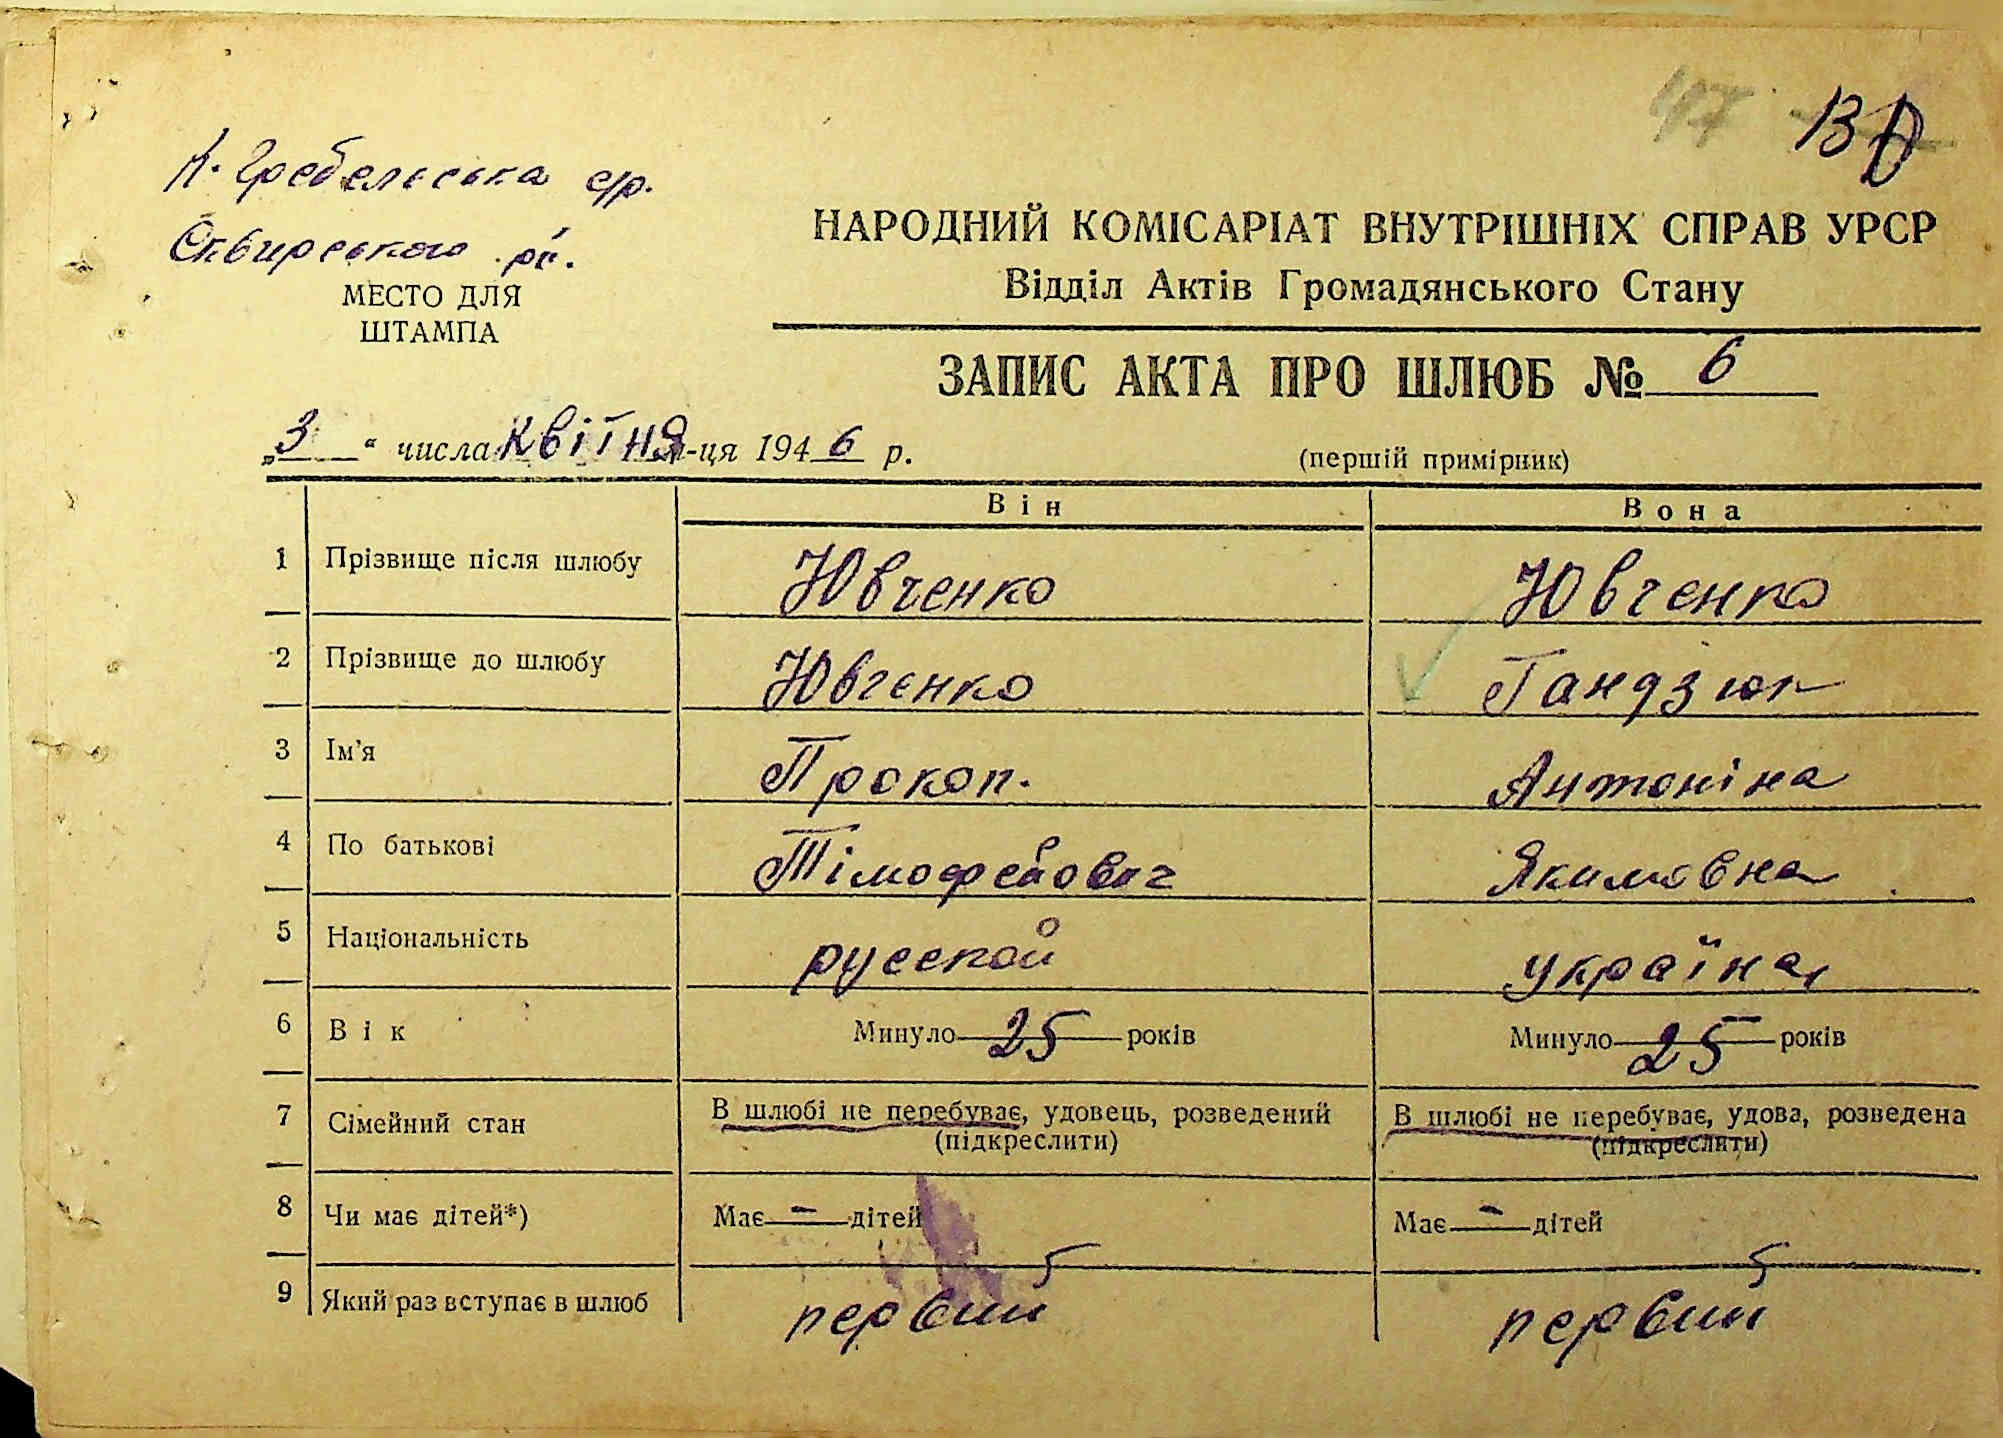 47 13
К. Гребельська с/р.
Сквирського р-.
МЕСТО ДЛЯ
ШТАМПА
НАРОДНИЙ КОМІСАРІАТ ВНУТРІШНІХ СПРАВ УРСР
Відділ Актів Громадянського Стану
ЗАПИС АКТА ПРО ШЛЮБ № 6
„3“ числа квітня м-ця 1946 р.
(першій примірник)
Він Вона
1 Прізвище після шлюбу Ювченко Ювченко
2 Прізвище до шлюбу Ювченко Гандзюк
3 Ім'я Прокоп. Антоніна
4 По батькові Тімофейович Якимовна
5 Національність русской україна
6 Вік Минуло 25 років Минуло 25 років
7 Сімейний стан В шлюбі не перебуває, удовець, розведений В шлюбі не перебуває, удова, розведена
(підкреслити) (підкреслити)
8 Чи має дітей*) Має - дітей Має - дітей
9 Який раз вступає в шлюб первий первий